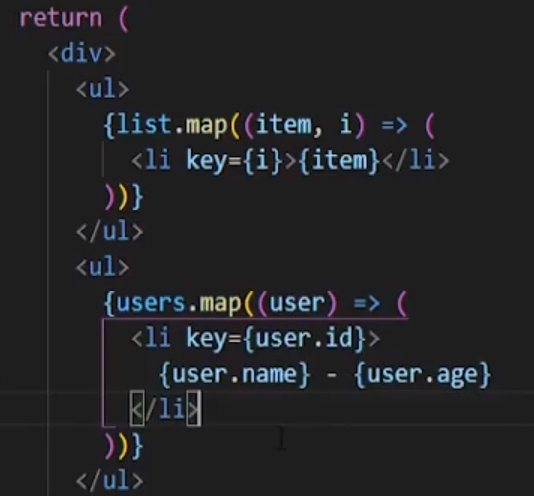 return (
<div>
<ul>
{list.map((item, i) => (
<li key={i}>{item}</li>
))}
</ul>
<ul>
{users.map((user) => (
<li key={user.id}>
{user.name} - {user.age}
</li>
))}
</ul>